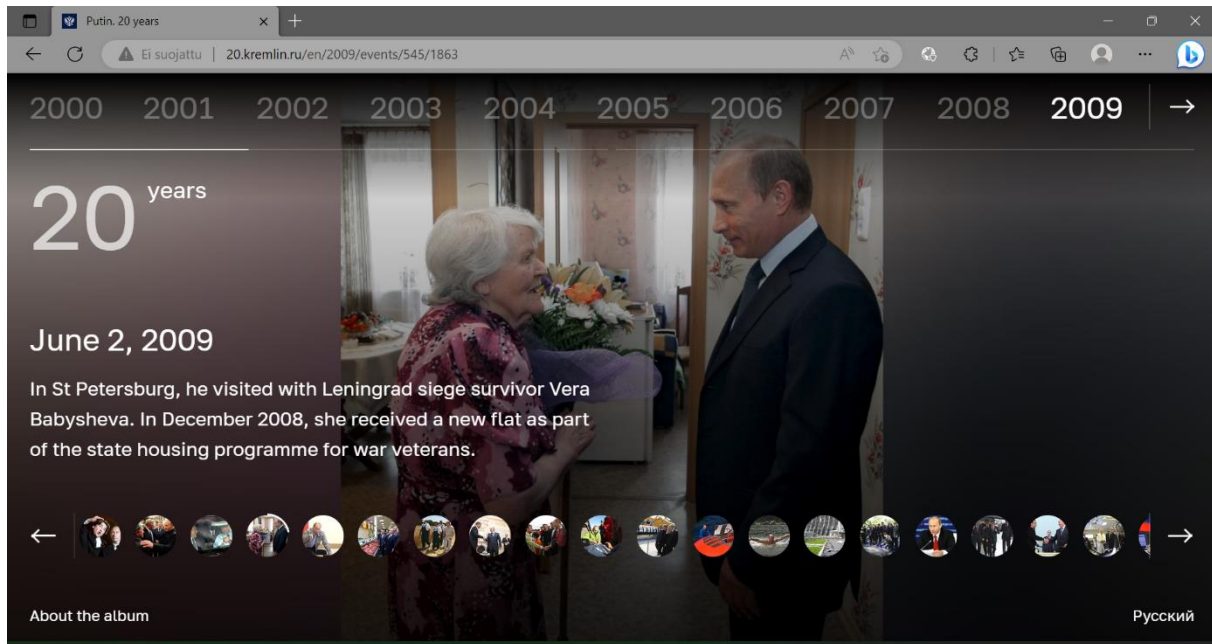 Putin. 20 years
Ei suojattu | 20.kremlin.ru/en/2009/events/545/1863
2000 2001 2002 2003 2004 2005 2006 2007 2008 2009
20 years
June 2, 2009
In St Petersburg, he visited with Leningrad siege survivor Vera
Babysheva. In December 2008, she received a new flat as part
of the state housing programme for war veterans.
About the album
Русский